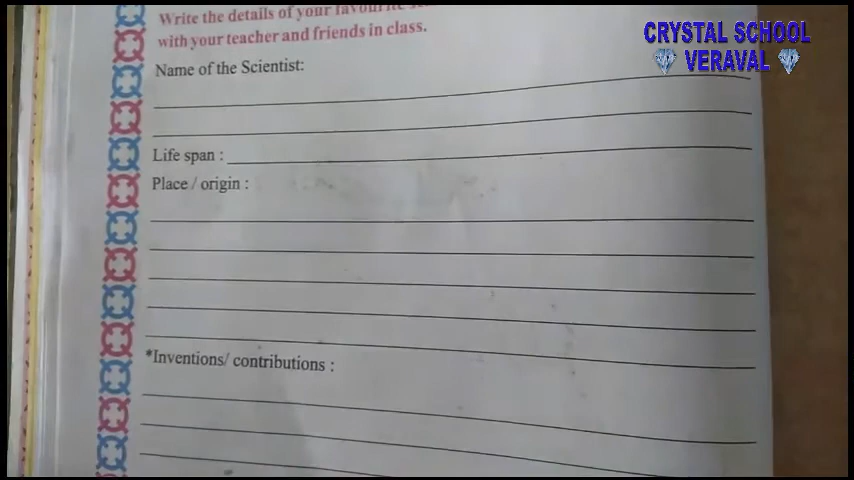 Write the details of your favourite
with your teacher and friends in class.
Name of the Scientist:
Life span :
Place / origin :
*Inventions/ contributions :
CRYSTAL SCHOOL
VERAVAL